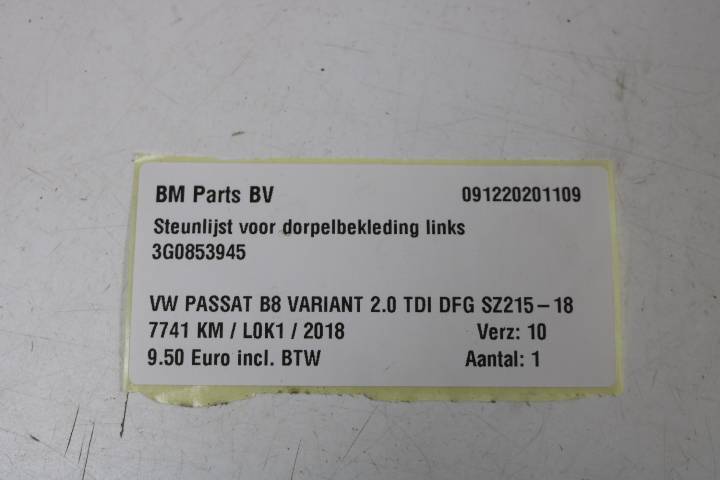 BM Parts BV 091220201109
Steunlijst voor dorpelbekleding links
3G0853945
VW PASSAT B8 VARIANT 2.0 TDI DFG SZ215-18
7741 KM / L0K1 / 2018 Verz: 10
9.50 Euro incl. BTW Aantal: 1